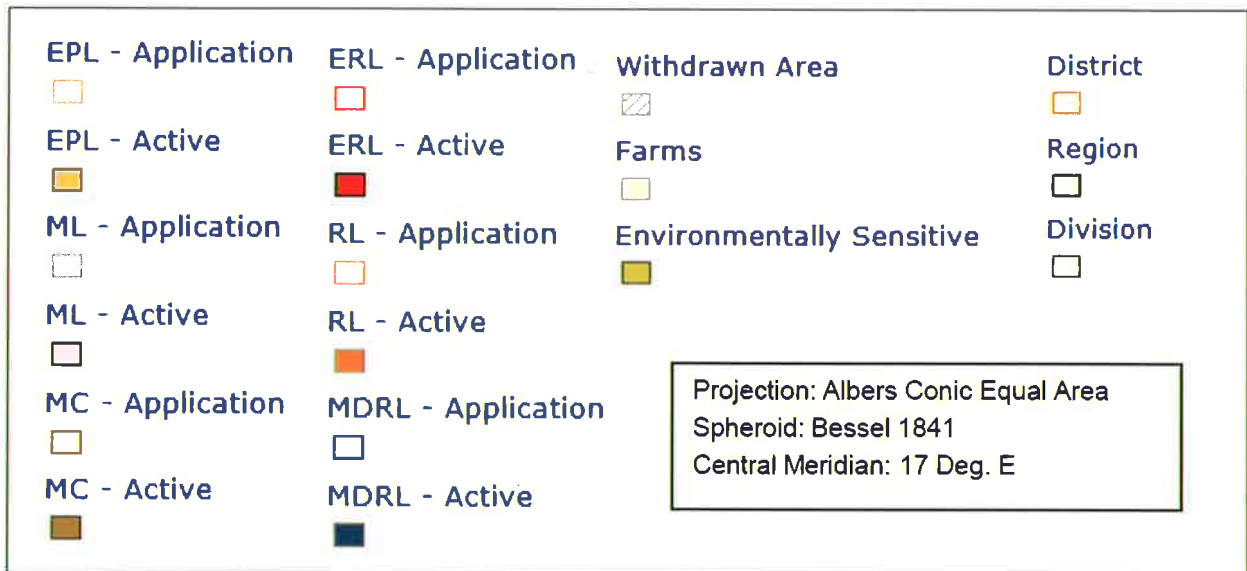 EPL - Application
EPL - Active
ML - Application
ML - Active
MC - Application
MC - Active
ERL - Application
ERL - Active
RL - Application
RL - Active
MDRL - Application
MDRL - Active
Withdrawn Area
Farms
Environmentally Sensitive
District
Region
Division
Projection: Albers Conic Equal Area
Spheroid: Bessel 1841
Central Meridian: 17 Deg. E